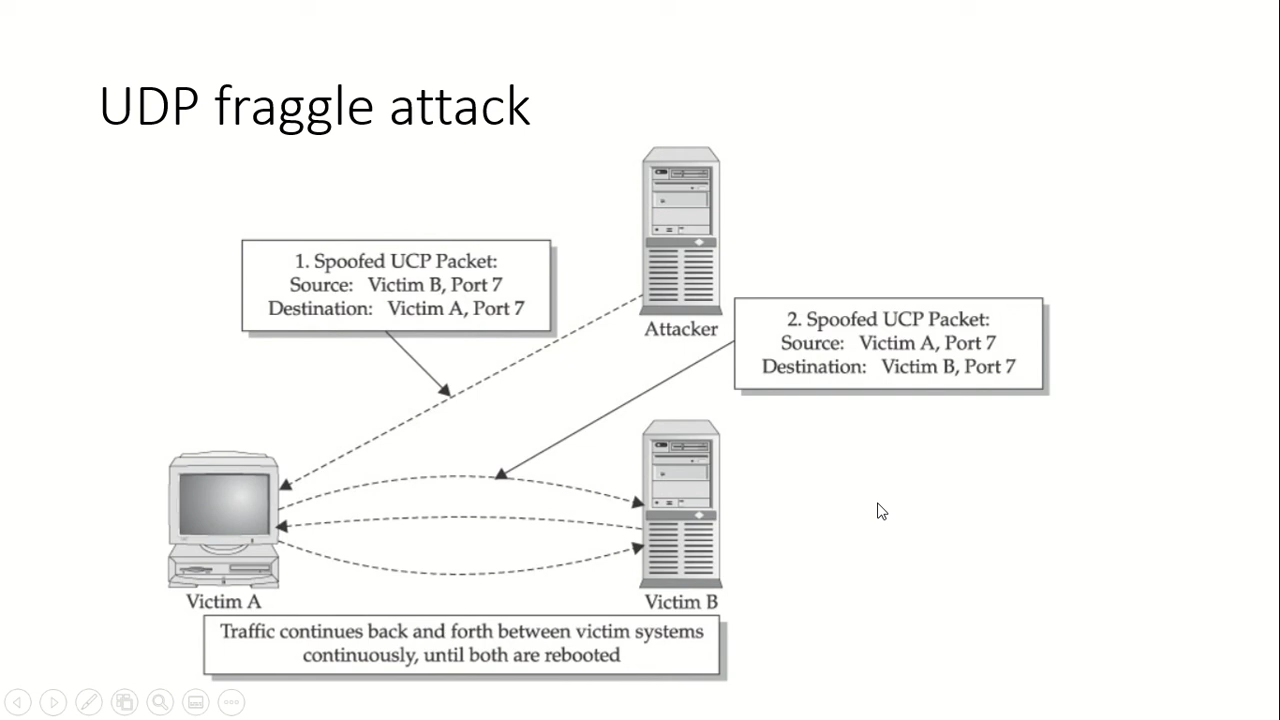 UDP fraggle attack
1. Spoofed UCP Packet:
Source: Victim B, Port 7
Destination: Victim A, Port 7
Attacker
2. Spoofed UCP Packet:
Source: Victim A, Port 7
Destination: Victim B, Port 7
Victim A
Victim B
Traffic continues back and forth between victim systems
continuously, until both are rebooted